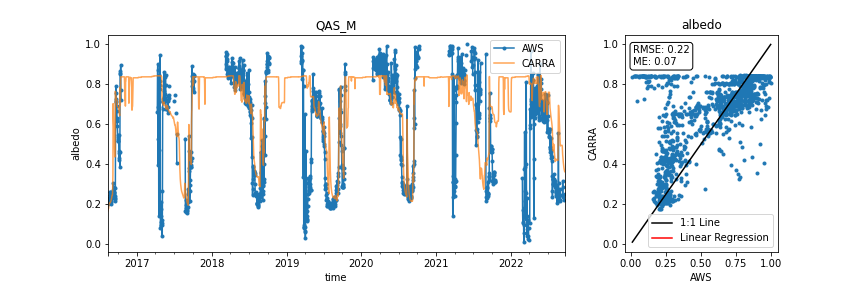 QAS_M
1.0
0.8
0.6
0.4
0.2
0.0
albedo
2017
2018
2019
2020
2021
2022
time
AWS
CARRA
albedo
RMSE: 0.22
ME: 0.07
1.0
0.8
0.6
0.4
0.2
0.0
CARRA
1:1 Line
Linear Regression
0.00
0.25
0.50
0.75
1.00
AWS